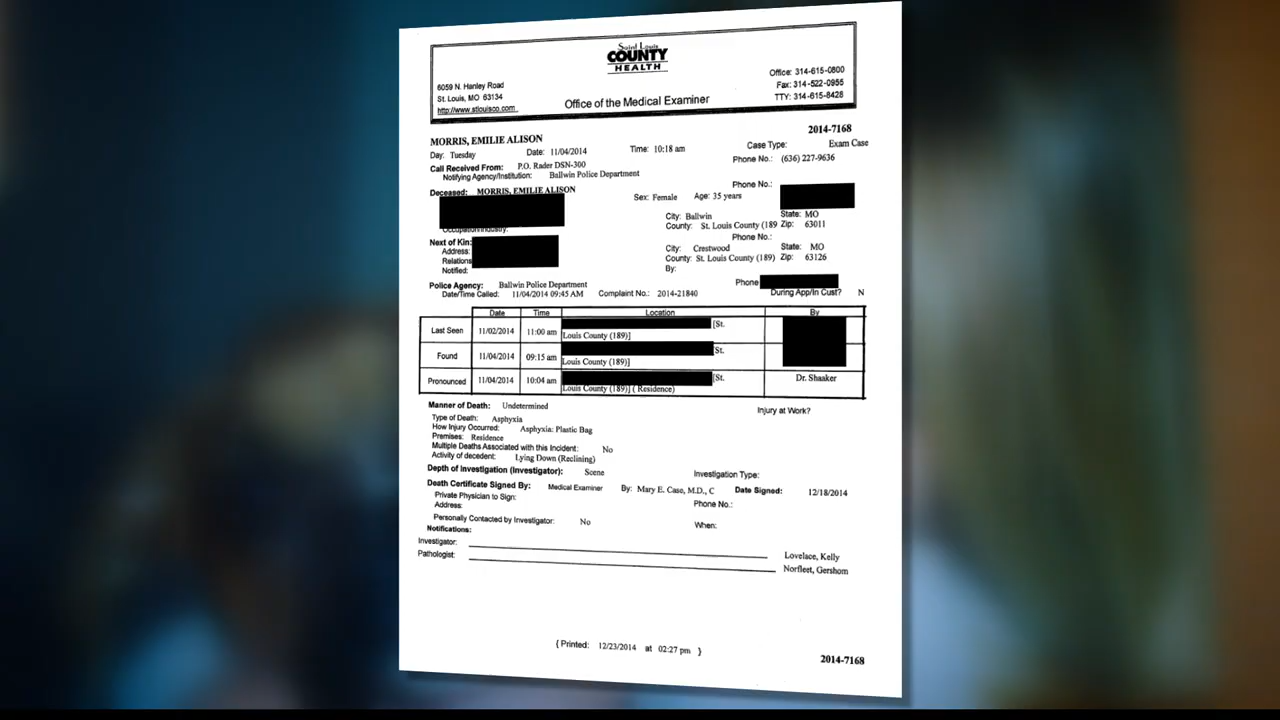 Saint Louis
COUNTY
HEALTH
6059 N. Hanley Road
St. Louis, MO 63134
http://www.stlouisco.com
Office of the Medical Examiner
Office: 314-615-0800
Fax: 314-522-0955
TTY: 314-615-8428
2014-7168
MORRIS, EMILIE ALISON
Day: Tuesday Date: 11/04/2014 Time: 10:18 am Case Type: Exam Case
Call Received From: P.O. Rader DSN-300 Phone No.: (636) 227-9636
Notifying Agency/Institution: Ballwin Police Department
Deceased: MORRIS, EMILIE ALISON Phone No.:
Sex: Female Age: 35 years
City: Ballwin State: MO
Occupation/Industry: County: St. Louis County (189 Zip: 63011
Phone No.:
Next of Kin:
Address: City: Crestwood State: MO
Relations County: St. Louis County (189) Zip: 63126
Notified: By:
Police Agency: Ballwin Police Department Phone
Date/Time Called: 11/04/2014 09:45 AM Complaint No.: 2014-21840 During App/In Cust? N
Date Time Location By
Last Seen 11/02/2014 11:00 am [St.
Louis County (189)]
Found 11/04/2014 09:15 am [St.
Louis County (189)]
Pronounced 11/04/2014 10:04 am [St. Dr. Shaaker
Louis County (189)] ( Residence)
Manner of Death: Undetermined Injury at Work?
Type of Death: Asphyxia
How Injury Occurred: Asphyxia: Plastic Bag
Premises: Residence
Multiple Deaths Associated with this Incident: No
Activity of decedent: Lying Down (Reclining)
Depth of Investigation (Investigator): Scene Investigation Type:
Death Certificate Signed By: Medical Examiner By: Mary E. Case, M.D., C Date Signed: 12/18/2014
Private Physician to Sign: Phone No.:
Address:
Personally Contacted by Investigator: No When:
Notifications:
Investigator: Lovelace, Kelly
Pathologist: Norfleet, Gershom
{ Printed: 12/23/2014 at 02:27 pm }
2014-7168